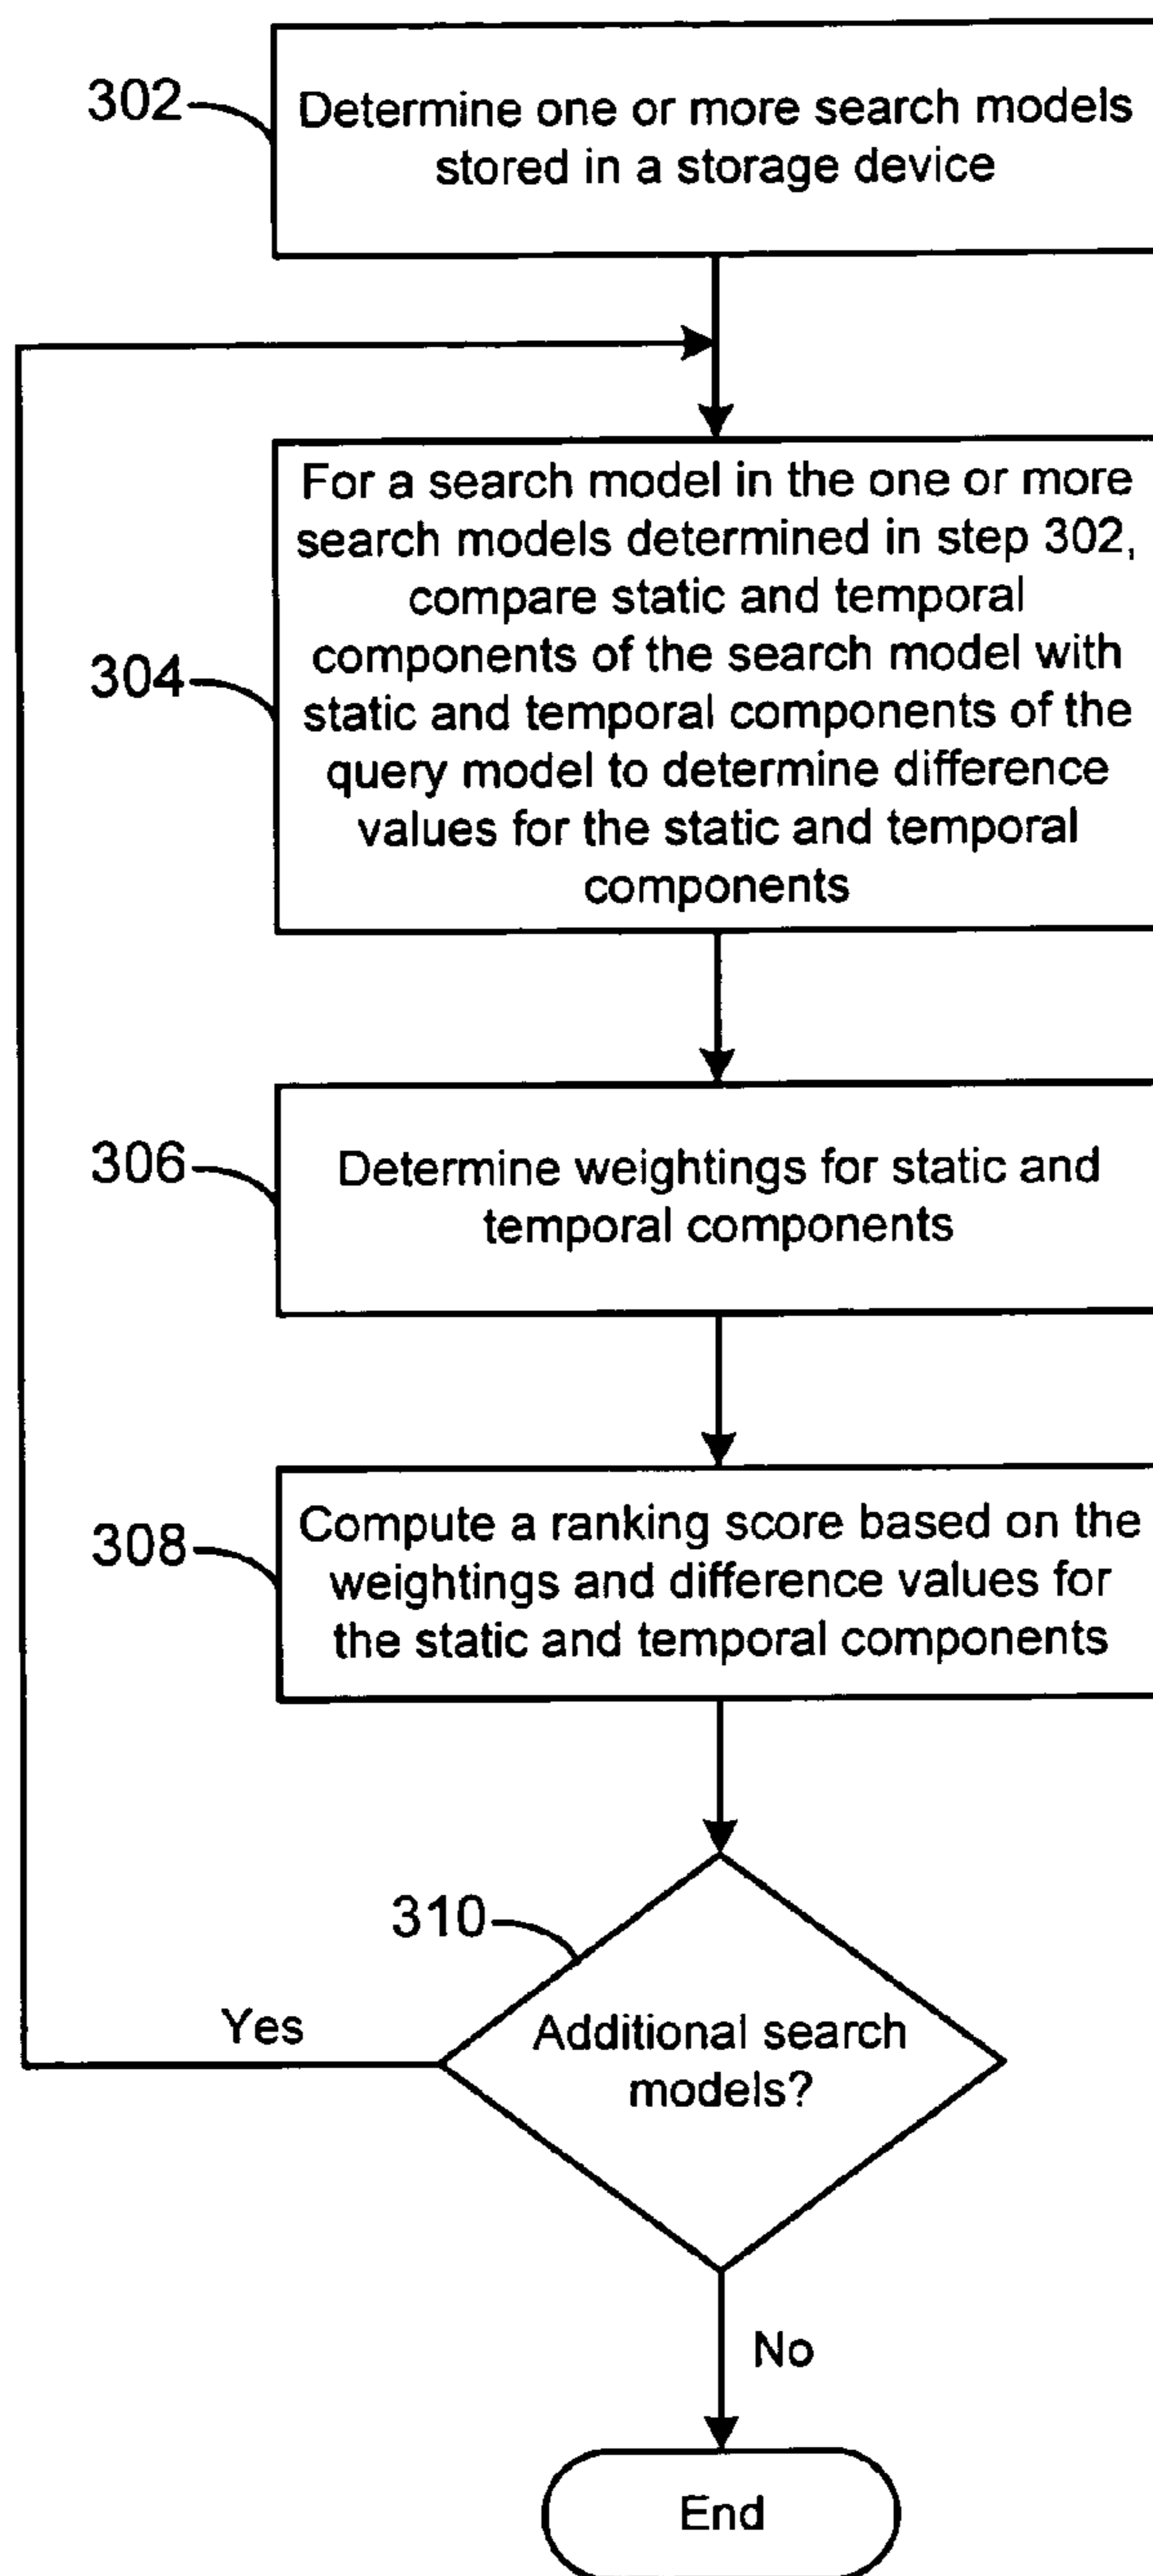 302
Determine one or more search models
stored in a storage device
304
For a search model in the one or more
search models determined in step 302,
compare static and temporal
components of the search model with
static and temporal components of the
query model to determine difference
values for the static and temporal
components
306
Determine weightings for static and
temporal components
308
Compute a ranking score based on the
weightings and difference values for
the static and temporal components
310
Additional search
models?
Yes
No
End